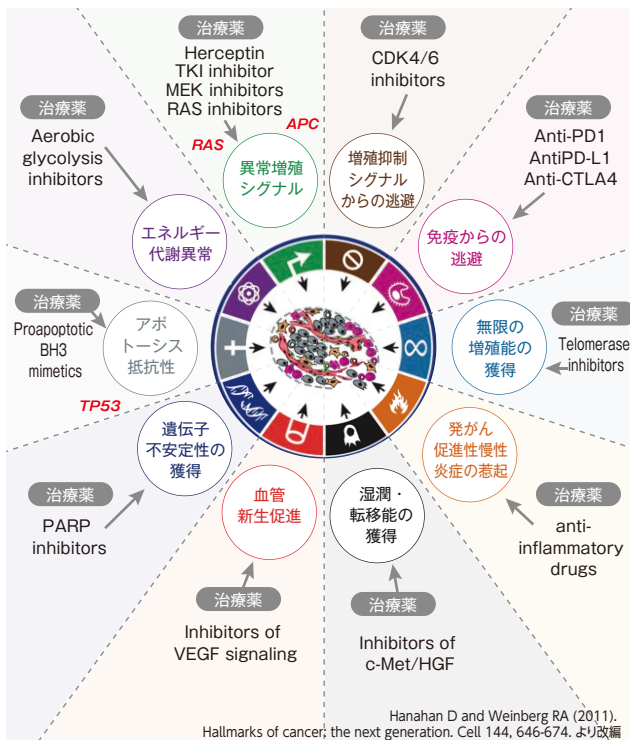 治療薬
Herceptin
TKI inhibitor
MEK inhibitors
RAS inhibitors
APC
RAS
異常増殖
シグナル
治療薬
CDK4/6
inhibitors
増殖抑制
シグナル
からの逃避
治療薬
Anti-PD1
AntiPD-L1
Anti-CTLA4
免疫からの
逃避
治療薬
Aerobic
glycolysis
inhibitors
エネルギー
代謝異常
治療薬
Proapoptotic
BH3
mimetics
アポ
トーシス
抵抗性
TP53
無限の
増殖能の
獲得
治療薬
Telomerase
inhibitors
遺伝子
不安定性の
獲得
治療薬
PARP
inhibitors
血管
新生促進
治療薬
Inhibitors of
VEGF signaling
湿潤・
転移能の
獲得
治療薬
Inhibitors of
c-Met/HGF
発がん
促進性慢性
炎症の惹起
治療薬
anti-
inflammatory
drugs
Hanahan D and Weinberg RA (2011).
Hallmarks of cancer: the next generation. Cell 144, 646-674. より改編